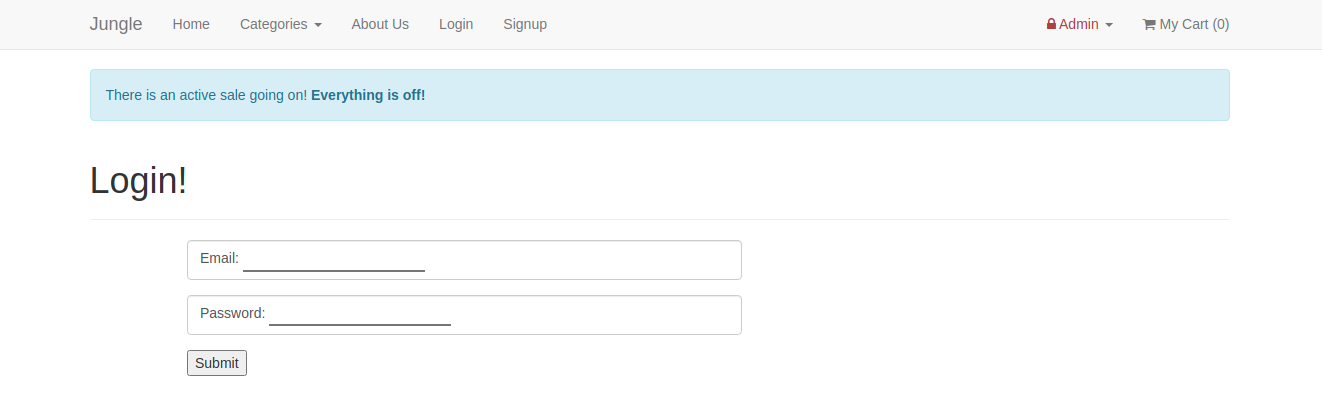 Jungle Home Categories About Us Login Signup Admin My Cart (0)
There is an active sale going on! Everything is off!
Login!
Email:
Password:
Submit